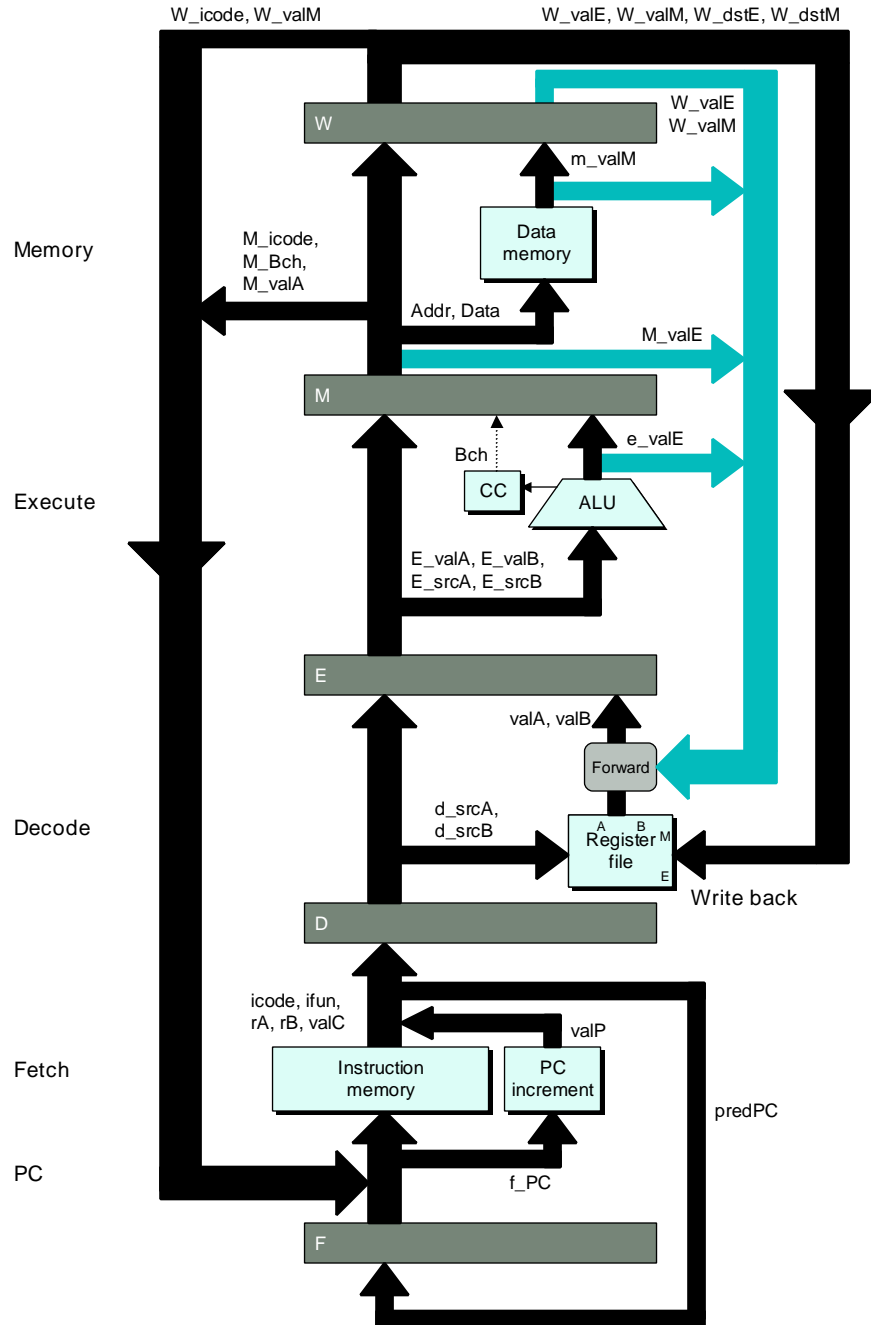 W_icode, W_valM
W_valE, W_valM, W_dstE, W_dstM
W_valE
W_valM
W
m_valM
Data
memory
Memory
M_icode,
M_Bch,
M_valA
Addr, Data
M_valE
M
e_valE
Bch
CC
ALU
Execute
E_valA, E_valB,
E_srcA, E_srcB
E
valA, valB
Forward
d_srcA,
d_srcB
Decode
A
B
M
Register
file
E
Write back
D
icode, ifun,
rA, rB, valC
valP
Fetch
Instruction
memory
PC
increment
predPC
PC
f_PC
F